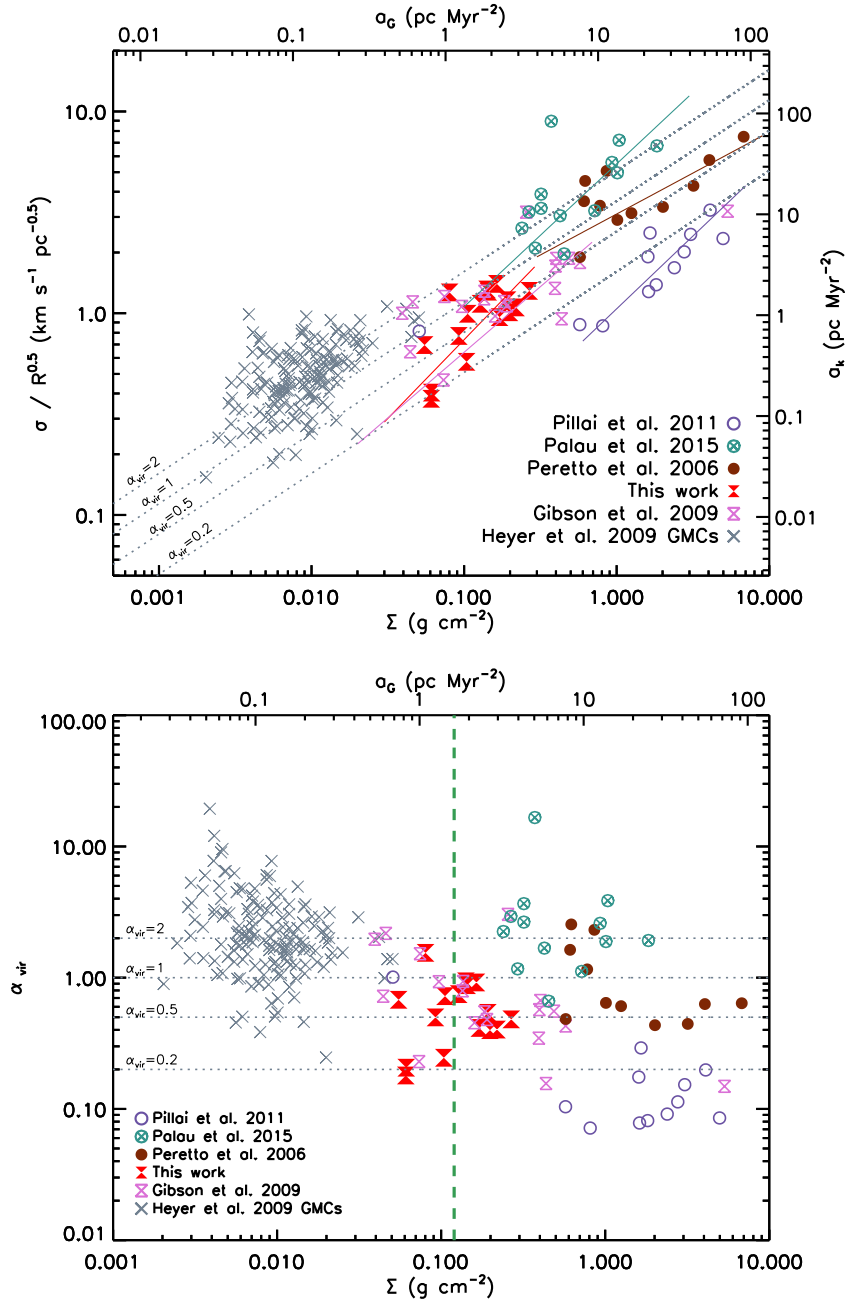 a_G (pc Myr^-2)
0.01 0.1 1 10 100
σ / R^0.5 (km s^-1 pc^-0.5)
10.0
1.0
0.1
100
10
1
0.1
0.01
a_k (pc Myr^-2)
α_vir=2
α_vir=1
α_vir=0.5
α_vir=0.2
Pillai et al. 2011
Palau et al. 2015
Peretto et al. 2006
This work
Gibson et al. 2009
Heyer et al. 2009 GMCs
0.001 0.010 0.100 1.000 10.000
Σ (g cm^-2)
a_G (pc Myr^-2)
0.1 1 10 100
α_vir
100.00
10.00
1.00
0.10
0.01
α_vir=2
α_vir=1
α_vir=0.5
α_vir=0.2
Pillai et al. 2011
Palau et al. 2015
Peretto et al. 2006
This work
Gibson et al. 2009
Heyer et al. 2009 GMCs
0.001 0.010 0.100 1.000 10.000
Σ (g cm^-2)